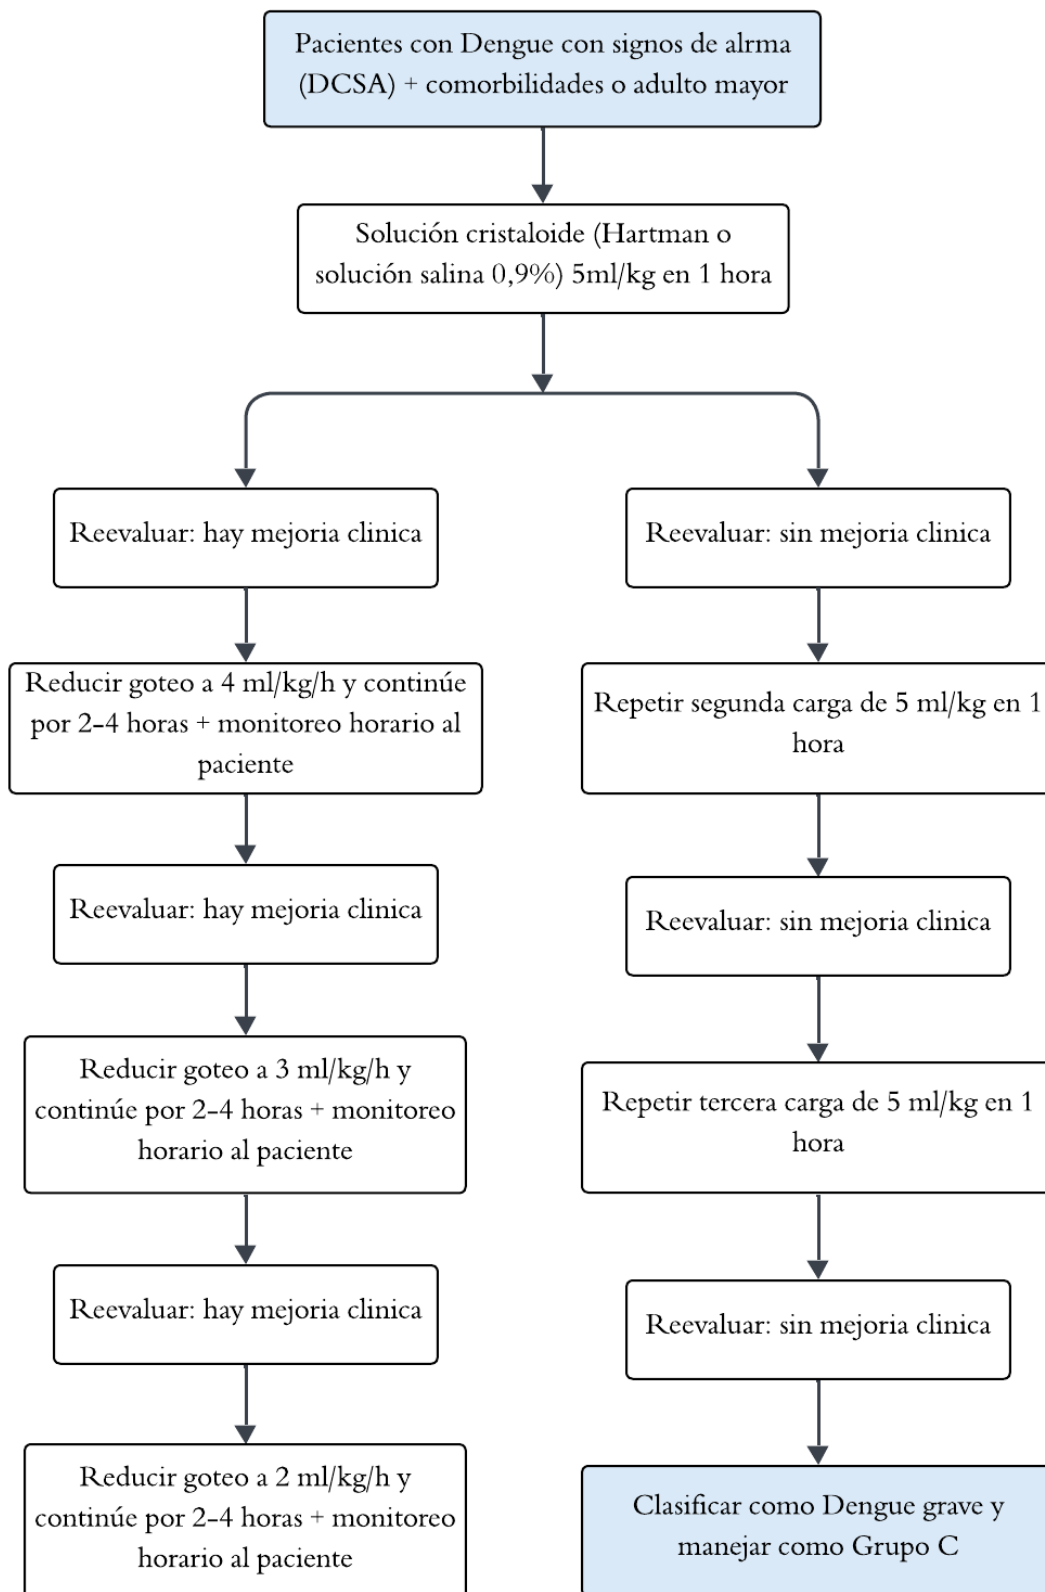 Pacientes con Dengue con signos de alrma
(DCSA) + comorbilidades o adulto mayor
Solución cristaloide (Hartman o
solución salina 0,9%) 5ml/kg en 1 hora
Reevaluar: hay mejoria clinica
Reducir goteo a 4 ml/kg/h y continúe
por 2-4 horas + monitoreo horario al
paciente
Reevaluar: hay mejoria clinica
Reducir goteo a 3 ml/kg/h y
continúe por 2-4 horas + monitoreo
horario al paciente
Reevaluar: hay mejoria clinica
Reducir goteo a 2 ml/kg/h y
continúe por 2-4 horas + monitoreo
horario al paciente
Reevaluar: sin mejoria clinica
Repetir segunda carga de 5 ml/kg en 1
hora
Reevaluar: sin mejoria clinica
Repetir tercera carga de 5 ml/kg en 1
hora
Reevaluar: sin mejoria clinica
Clasificar como Dengue grave y
manejar como Grupo C